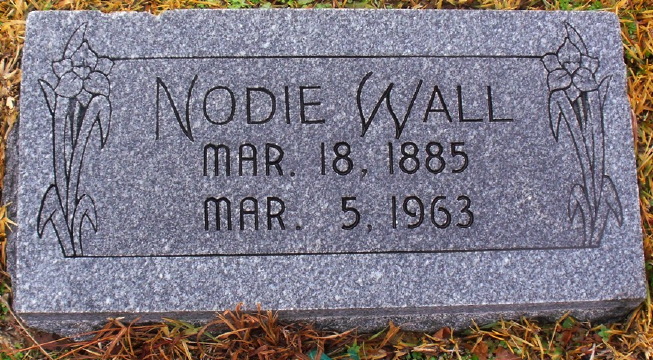 NODIE WALL
MAR. 18, 1885
MAR. 5, 1963